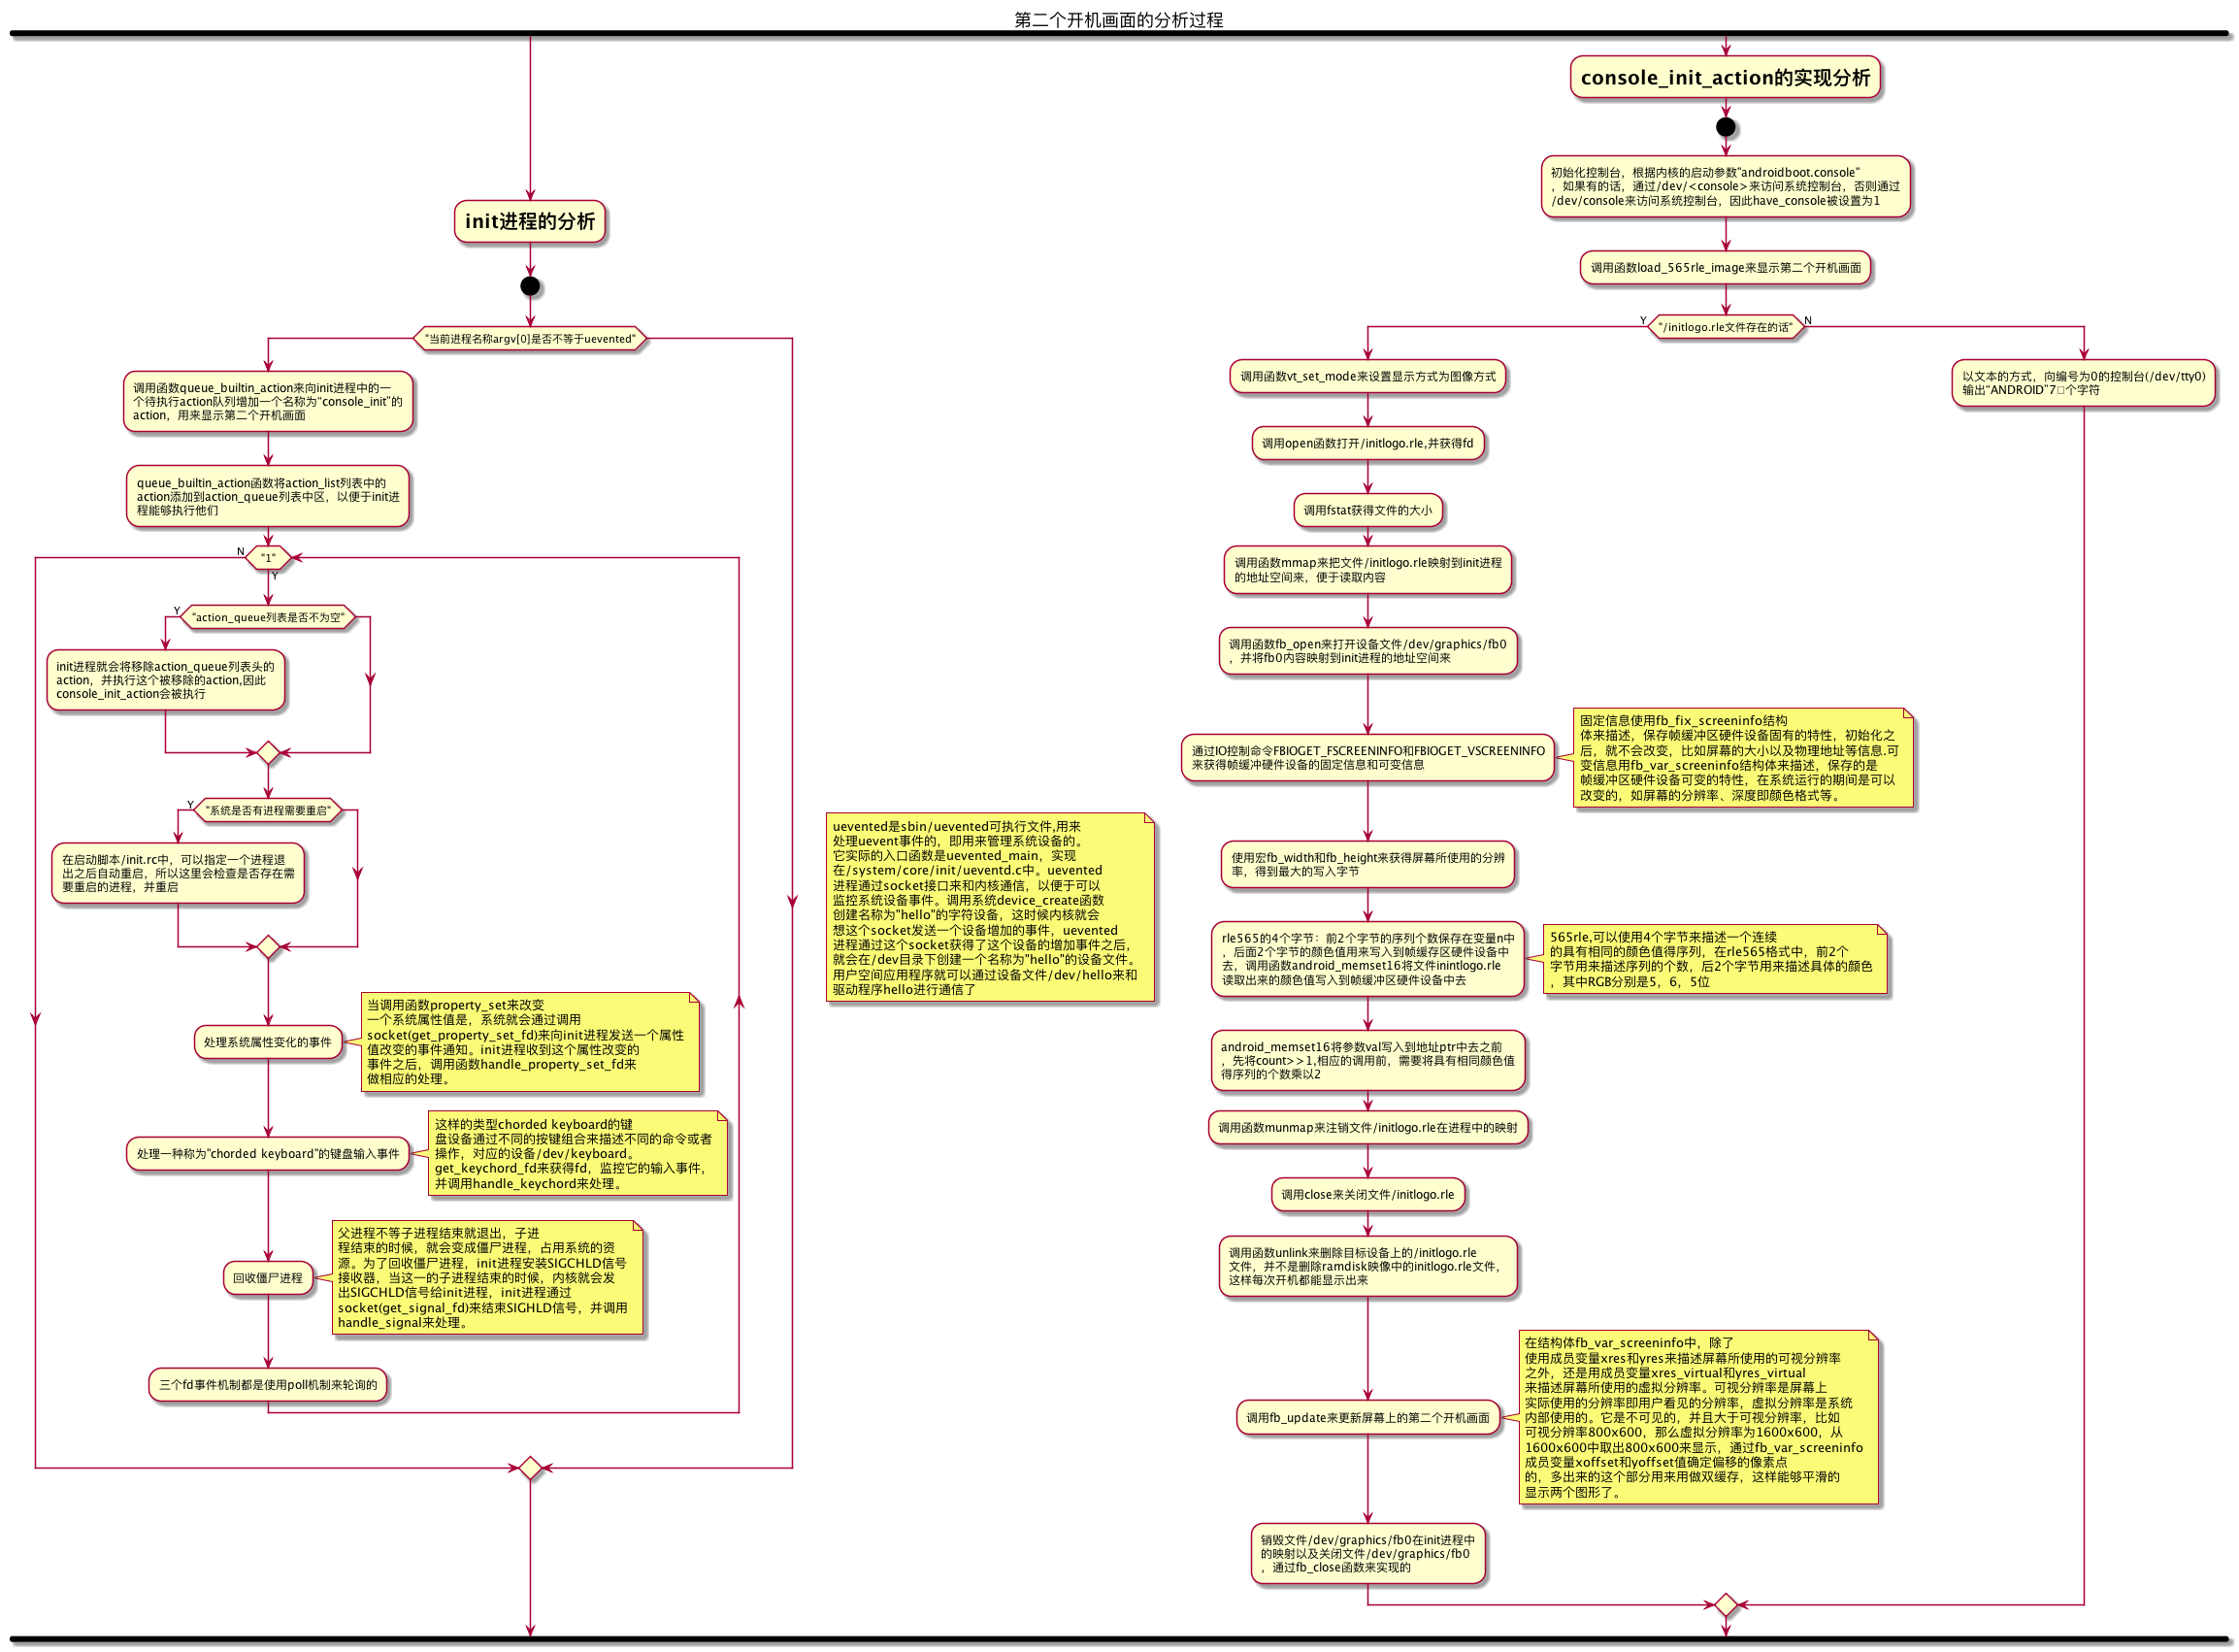 第二个开机画面的分析过程
init进程的分析
"当前进程名称argv[0]是否不等于uevented"
调用函数queue_builtin_action来向init进程中的一
个待执行action队列增加一个名称为“console_init”的
action，用来显示第二个开机画面
queue_builtin_action函数将action_list列表中的
action添加到action_queue列表中区，以便于init进
程能够执行他们
N
"1"
Y
Y
"action_queue列表是否不为空"
init进程就会将移除action_queue列表头的
action，并执行这个被移除的action,因此
console_init_action会被执行
Y
"系统是否有进程需要重启"
在启动脚本/init.rc中，可以指定一个进程退
出之后自动重启，所以这里会检查是否存在需
要重启的进程，并重启
处理系统属性变化的事件
当调用函数property_set来改变
一个系统属性值是，系统就会通过调用
socket(get_property_set_fd)来向init进程发送一个属性
值改变的事件通知。init进程收到这个属性改变的
事件之后，调用函数handle_property_set_fd来
做相应的处理。
处理一种称为"chorded keyboard"的键盘输入事件
这样的类型chorded keyboard的键
盘设备通过不同的按键组合来描述不同的命令或者
操作，对应的设备/dev/keyboard。
get_keychord_fd来获得fd，监控它的输入事件，
并调用handle_keychord来处理。
回收僵尸进程
父进程不等子进程结束就退出，子进
程结束的时候，就会变成僵尸进程，占用系统的资
源。为了回收僵尸进程，init进程安装SIGCHLD信号
接收器，当这一的子进程结束的时候，内核就会发
出SIGCHLD信号给init进程，init进程通过
socket(get_signal_fd)来结束SIGHLD信号，并调用
handle_signal来处理。
三个fd事件机制都是使用poll机制来轮询的
uevented是sbin/uevented可执行文件,用来
处理uevent事件的，即用来管理系统设备的。
它实际的入口函数是uevented_main，实现
在/system/core/init/ueventd.c中。uevented
进程通过socket接口来和内核通信，以便于可以
监控系统设备事件。调用系统device_create函数
创建名称为"hello"的字符设备，这时候内核就会
想这个socket发送一个设备增加的事件，uevented
进程通过这个socket获得了这个设备的增加事件之后，
就会在/dev目录下创建一个名称为"hello"的设备文件。
用户空间应用程序就可以通过设备文件/dev/hello来和
驱动程序hello进行通信了
console_init_action的实现分析
初始化控制台，根据内核的启动参数"androidboot.console"
，如果有的话，通过/dev/<console>来访问系统控制台，否则通过
/dev/console来访问系统控制台，因此have_console被设置为1
调用函数load_565rle_image来显示第二个开机画面
Y
"/initlogo.rle文件存在的话"
N
调用函数vt_set_mode来设置显示方式为图像方式
调用open函数打开/initlogo.rle,并获得fd
调用fstat获得文件的大小
调用函数mmap来把文件/initlogo.rle映射到init进程
的地址空间来，便于读取内容
调用函数fb_open来打开设备文件/dev/graphics/fb0
，并将fb0内容映射到init进程的地址空间来
通过IO控制命令FBIOGET_FSCREENINFO和FBIOGET_VSCREENINFO
来获得帧缓冲硬件设备的固定信息和可变信息
固定信息使用fb_fix_screeninfo结构
体来描述，保存帧缓冲区硬件设备固有的特性，初始化之
后，就不会改变，比如屏幕的大小以及物理地址等信息.可
变信息用fb_var_screeninfo结构体来描述，保存的是
帧缓冲区硬件设备可变的特性，在系统运行的期间是可以
改变的，如屏幕的分辨率、深度即颜色格式等。
使用宏fb_width和fb_height来获得屏幕所使用的分辨
率，得到最大的写入字节
rle565的4个字节：前2个字节的序列个数保存在变量n中
，后面2个字节的颜色值用来写入到帧缓存区硬件设备中
去，调用函数android_memset16将文件inintlogo.rle
读取出来的颜色值写入到帧缓冲区硬件设备中去
565rle,可以使用4个字节来描述一个连续
的具有相同的颜色值得序列，在rle565格式中，前2个
字节用来描述序列的个数，后2个字节用来描述具体的颜色
，其中RGB分别是5，6，5位
android_memset16将参数val写入到地址ptr中去之前
，先将count>>1,相应的调用前，需要将具有相同颜色值
得序列的个数乘以2
调用函数munmap来注销文件/initlogo.rle在进程中的映射
调用close来关闭文件/initlogo.rle
调用函数unlink来删除目标设备上的/initlogo.rle
文件，并不是删除ramdisk映像中的initlogo.rle文件，
这样每次开机都能显示出来
调用fb_update来更新屏幕上的第二个开机画面
在结构体fb_var_screeninfo中，除了
使用成员变量xres和yres来描述屏幕所使用的可视分辨率
之外，还是用成员变量xres_virtual和yres_virtual
来描述屏幕所使用的虚拟分辨率。可视分辨率是屏幕上
实际使用的分辨率即用户看见的分辨率，虚拟分辨率是系统
内部使用的。它是不可见的，并且大于可视分辨率，比如
可视分辨率800x600，那么虚拟分辨率为1600x600，从
1600x600中取出800x600来显示，通过fb_var_screeninfo
成员变量xoffset和yoffset值确定偏移的像素点
的，多出来的这个部分用来用做双缓存，这样能够平滑的
显示两个图形了。
销毁文件/dev/graphics/fb0在init进程中
的映射以及关闭文件/dev/graphics/fb0
，通过fb_close函数来实现的
以文本的方式，向编号为0的控制台(/dev/tty0)
输出“ANDROID”7个字符